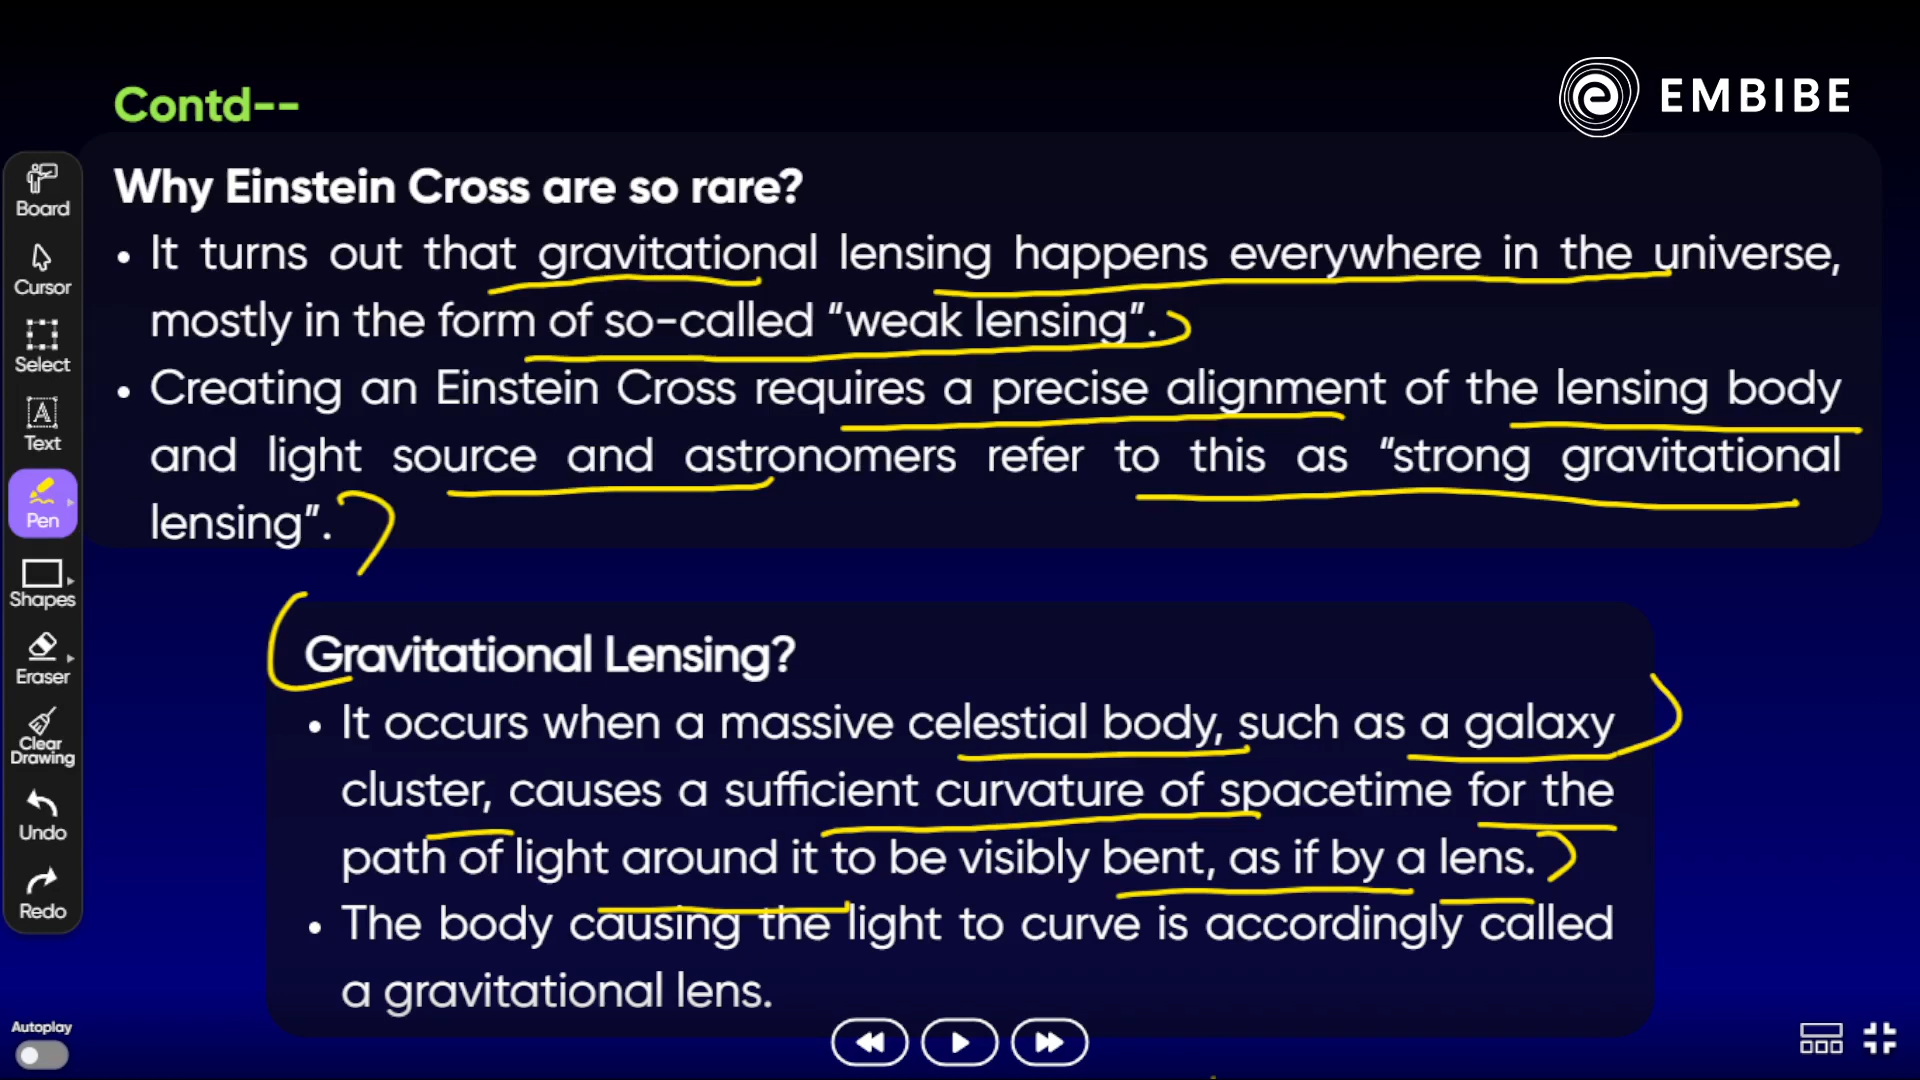 Contd--
EMBIBE
Why Einstein Cross are so rare?
• It turns out that gravitational lensing happens everywhere in the universe,
mostly in the form of so-called “weak lensing”.
• Creating an Einstein Cross requires a precise alignment of the lensing body
and light source and astronomers refer to this as “strong gravitational
lensing”.
Gravitational Lensing?
• It occurs when a massive celestial body, such as a galaxy
cluster, causes a sufficient curvature of spacetime for the
path of light around it to be visibly bent, as if by a lens.
• The body causing the light to curve is accordingly called
a gravitational lens.
Board
Cursor
Select
Text
Pen
Shapes
Eraser
Clear
Drawing
Undo
Redo
Autoplay